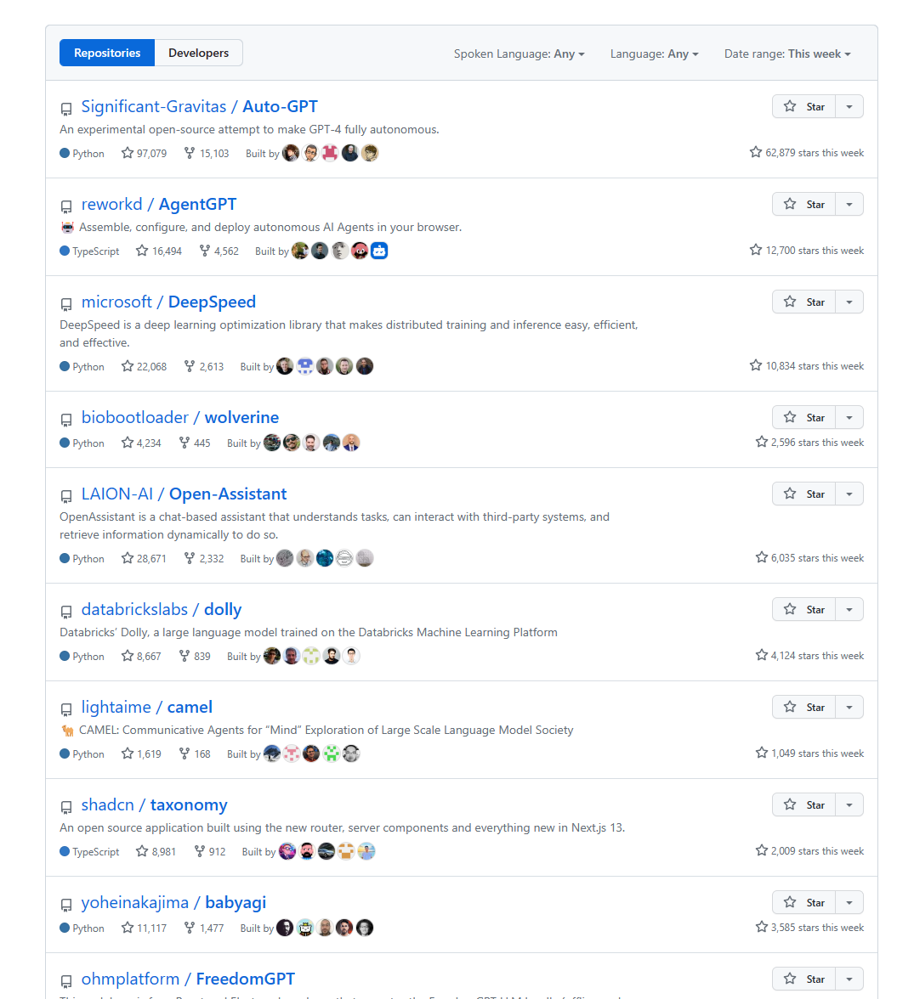 Repositories Developers Spoken Language: Any Language: Any Date range: This week
Significant-Gravitas / Auto-GPT Star
An experimental open-source attempt to make GPT-4 fully autonomous.
Python 97,079 15,103 Built by 62,879 stars this week
reworkd / AgentGPT Star
🤖 Assemble, configure, and deploy autonomous AI Agents in your browser.
TypeScript 16,494 4,562 Built by 12,700 stars this week
microsoft / DeepSpeed Star
DeepSpeed is a deep learning optimization library that makes distributed training and inference easy, efficient,
and effective.
Python 22,068 2,613 Built by 10,834 stars this week
biobootloader / wolverine Star
Python 4,234 445 Built by 2,596 stars this week
LAION-AI / Open-Assistant Star
OpenAssistant is a chat-based assistant that understands tasks, can interact with third-party systems, and
retrieve information dynamically to do so.
Python 28,671 2,332 Built by 6,035 stars this week
databrickslabs / dolly Star
Databricks’ Dolly, a large language model trained on the Databricks Machine Learning Platform
Python 8,667 839 Built by 4,124 stars this week
lightaime / camel Star
🐫 CAMEL: Communicative Agents for “Mind” Exploration of Large Scale Language Model Society
Python 1,619 168 Built by 1,049 stars this week
shadcn / taxonomy Star
An open source application built using the new router, server components and everything new in Next.js 13.
TypeScript 8,981 912 Built by 2,009 stars this week
yoheinakajima / babyagi Star
Python 11,117 1,477 Built by 3,585 stars this week
ohmplatform / FreedomGPT Star